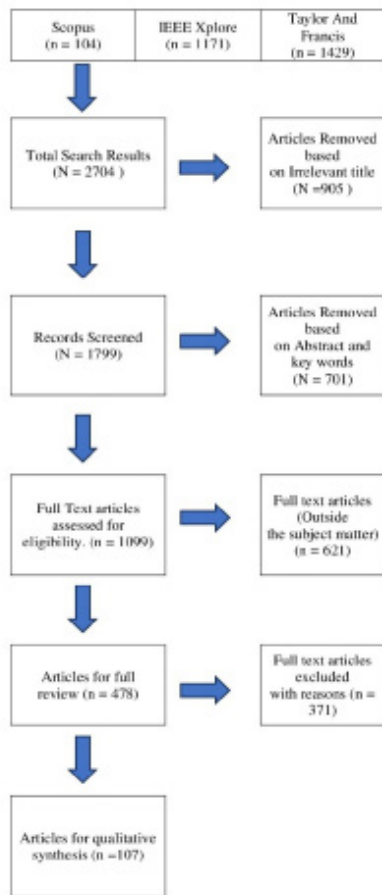 Scopus
(n = 104)
IEEE Xplore
(n = 1171)
Taylor And
Francis
(n = 1429)
Total Search Results
(N = 2704 )
Articles Removed
based
on Irrelevant title
(N =905 )
Records Screened
(N = 1799)
Articles Removed
based
on Abstract and
key words
(N = 701)
Full Text articles
assessed for
eligibility. (n = 1099)
Full text articles
(Outside
the subject matter)
(n = 621)
Articles for full
review (n = 478)
Full text articles
excluded
with reasons (n =
371)
Articles for qualitative
synthesis (n =107)